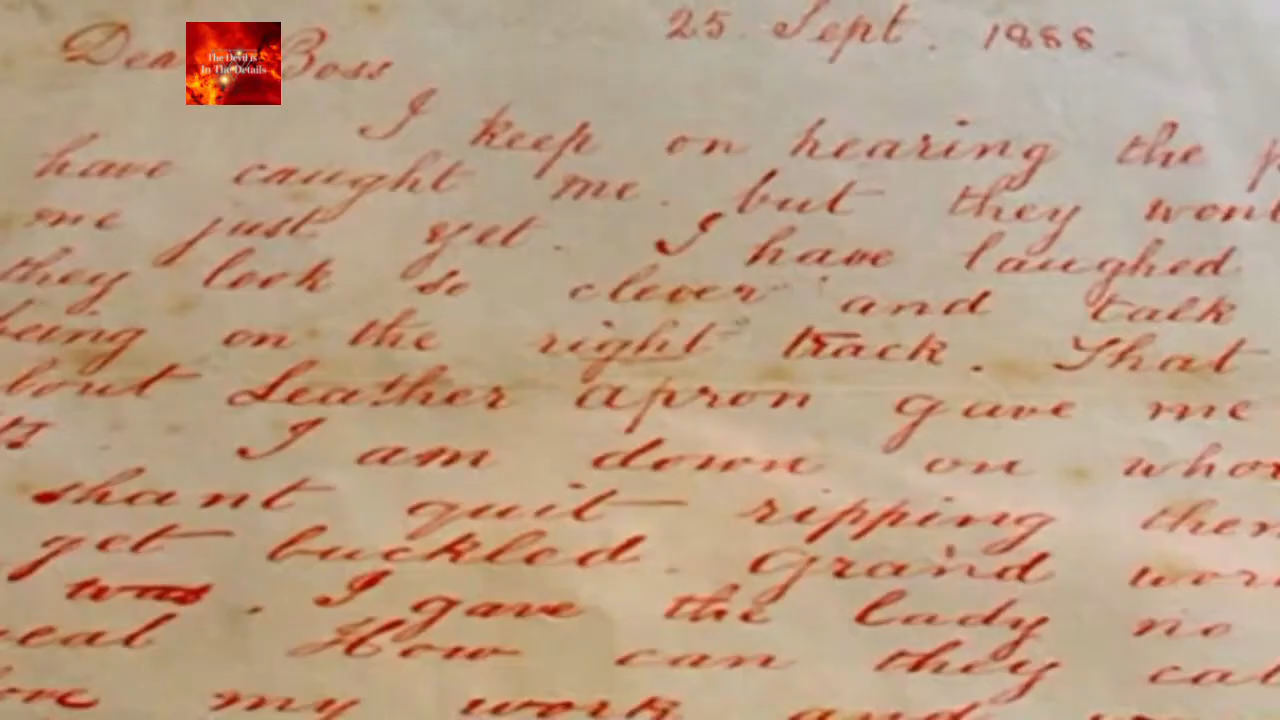 25 Sept. 1888.
Dear Boss
The Devil is
In The Details
I keep on hearing the
have caught me. but they wont
me just yet. I have laughed
they look so clever and talk
being on the right track. That
about Leather apron gave me
I am down on
shant quit ripping
get buckled. Grand
was. I gave the lady no
How can they
my work and